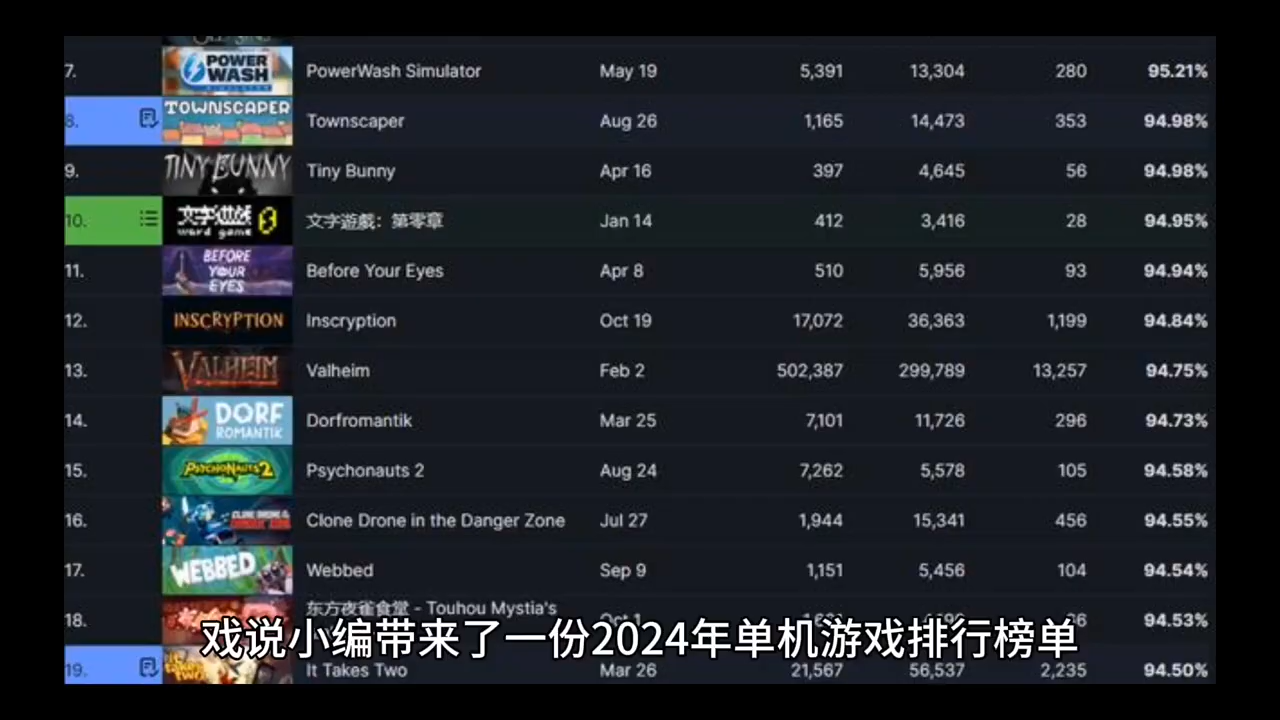 7. POWER WASH SIMULATOR PowerWash Simulator May 19 5,391 13,304 280 95.21%
8. TOWNSCAPER Townscaper Aug 26 1,165 14,473 353 94.98%
9. TINY BUNNY Tiny Bunny Apr 16 397 4,645 56 94.98%
10. 文字遊戲 word game 0 文字遊戲：第零章 Jan 14 412 3,416 28 94.95%
11. BEFORE YOUR EYES Before Your Eyes Apr 8 510 5,956 93 94.94%
12. INSCRYPTION Inscryption Oct 19 17,072 36,363 1,199 94.84%
13. VALHEIM Valheim Feb 2 502,387 299,789 13,257 94.75%
14. DORF ROMANTIK Dorfromantik Mar 25 7,101 11,726 296 94.73%
15. PSYCHONAUTS 2 Psychonauts 2 Aug 24 7,262 5,578 105 94.58%
16. CLONE DRONE Clone Drone in the Danger Zone Jul 27 1,944 15,341 456 94.55%
17. WEBBED Webbed Sep 9 1,151 5,456 104 94.54%
18. 东方夜雀食堂 - Touhou Mystia's Oct 1 94.53%
戏说小编带来了一份2024年单机游戏排行榜单
19. it takes two It Takes Two Mar 26 21,567 56,537 2,235 94.50%